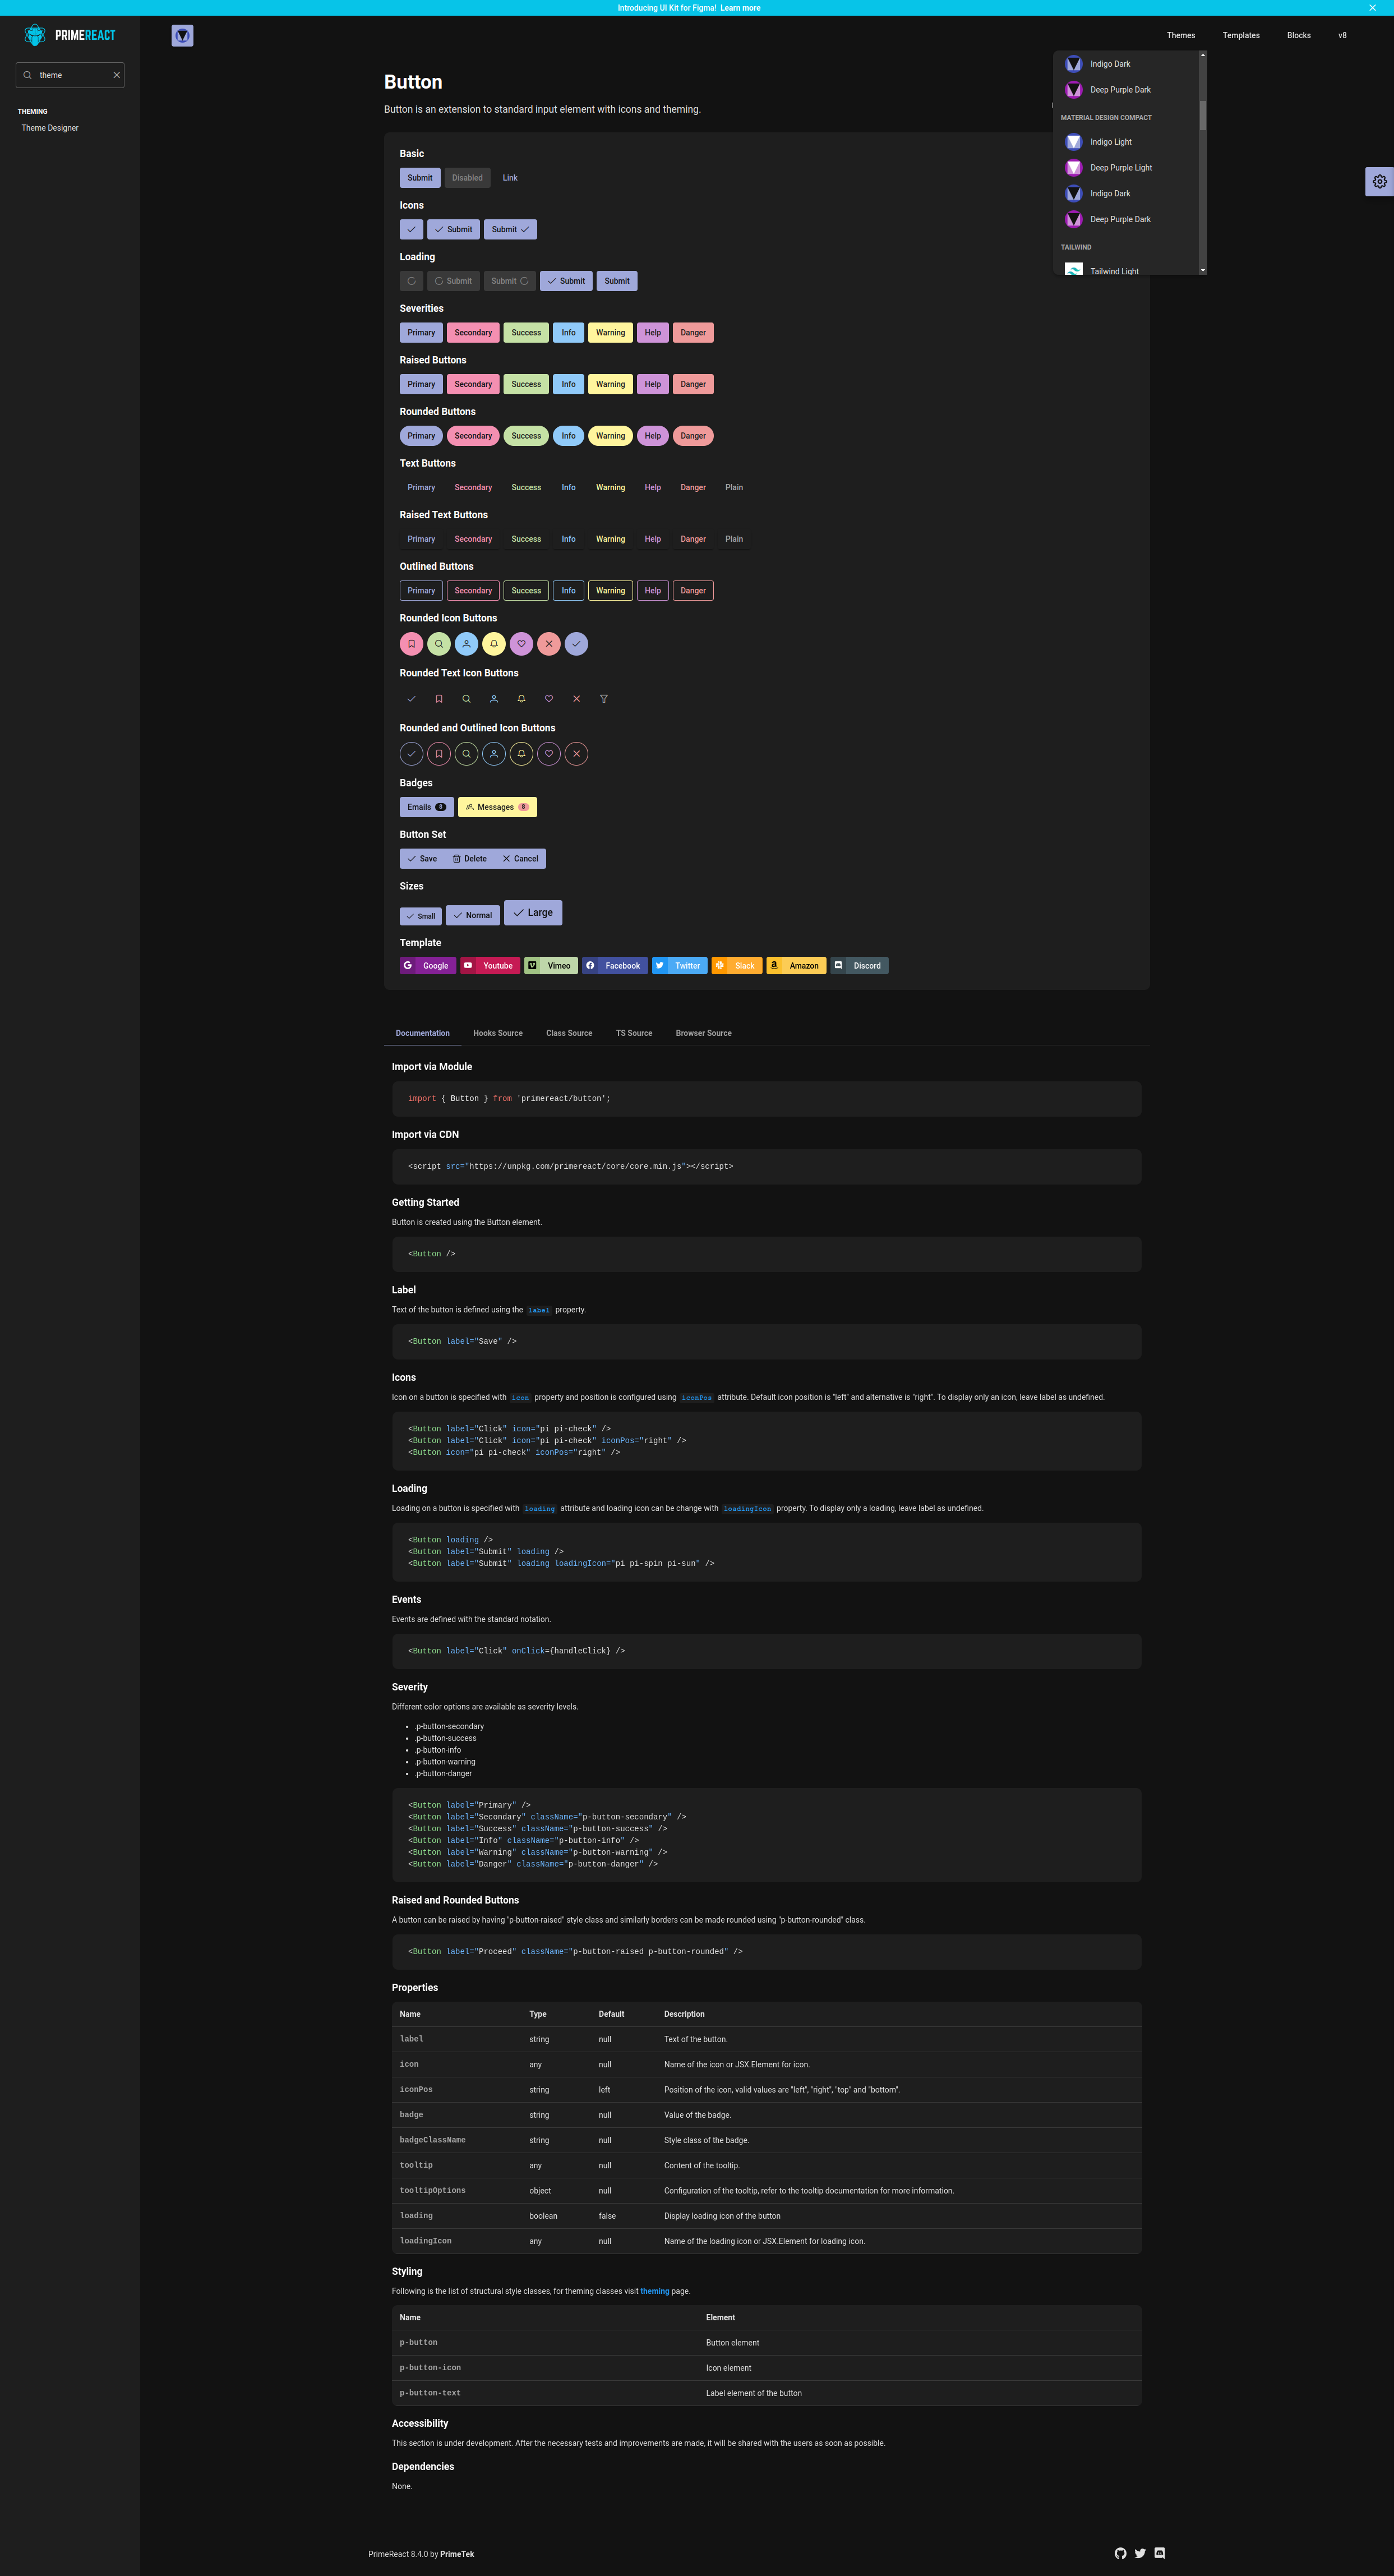 Introducing UI Kit for Figma! Learn more
PRIMEREACT
Themes Templates Blocks v8
theme
THEMING
Theme Designer
Indigo Dark
Deep Purple Dark
MATERIAL DESIGN COMPACT
Indigo Light
Deep Purple Light
Indigo Dark
Deep Purple Dark
TAILWIND
Tailwind Light
Button
Button is an extension to standard input element with icons and theming.
Basic
Submit Disabled Link
Icons
Submit Submit
Loading
Submit Submit Submit Submit
Severities
Primary Secondary Success Info Warning Help Danger
Raised Buttons
Primary Secondary Success Info Warning Help Danger
Rounded Buttons
Primary Secondary Success Info Warning Help Danger
Text Buttons
Primary Secondary Success Info Warning Help Danger Plain
Raised Text Buttons
Primary Secondary Success Info Warning Help Danger Plain
Outlined Buttons
Primary Secondary Success Info Warning Help Danger
Rounded Icon Buttons
Rounded Text Icon Buttons
Rounded and Outlined Icon Buttons
Badges
Emails 8 Messages 8
Button Set
Save Delete Cancel
Sizes
Small Normal Large
Template
Google Youtube Vimeo Facebook Twitter Slack Amazon Discord
Documentation Hooks Source Class Source TS Source Browser Source
Import via Module
import { Button } from 'primereact/button';
Import via CDN
<script src="https://unpkg.com/primereact/core/core.min.js"></script>
Getting Started
Button is created using the Button element.
<Button />
Label
Text of the button is defined using the label property.
<Button label="Save" />
Icons
Icon on a button is specified with icon property and position is configured using iconPos attribute. Default icon position is "left" and alternative is "right". To display only an icon, leave label as undefined.
<Button label="Click" icon="pi pi-check" />
<Button label="Click" icon="pi pi-check" iconPos="right" />
<Button icon="pi pi-check" iconPos="right" />
Loading
Loading on a button is specified with loading attribute and loading icon can be change with loadingIcon property. To display only a loading, leave label as undefined.
<Button loading />
<Button label="Submit" loading />
<Button label="Submit" loading loadingIcon="pi pi-spin pi-sun" />
Events
Events are defined with the standard notation.
<Button label="Click" onClick={handleClick} />
Severity
Different color options are available as severity levels.
• .p-button-secondary
• .p-button-success
• .p-button-info
• .p-button-warning
• .p-button-danger
<Button label="Primary" />
<Button label="Secondary" className="p-button-secondary" />
<Button label="Success" className="p-button-success" />
<Button label="Info" className="p-button-info" />
<Button label="Warning" className="p-button-warning" />
<Button label="Danger" className="p-button-danger" />
Raised and Rounded Buttons
A button can be raised by having "p-button-raised" style class and similarly borders can be made rounded using "p-button-rounded" class.
<Button label="Proceed" className="p-button-raised p-button-rounded" />
Properties
Name Type Default Description
label string null Text of the button.
icon any null Name of the icon or JSX.Element for icon.
iconPos string left Position of the icon, valid values are "left", "right", "top" and "bottom".
badge string null Value of the badge.
badgeClassName string null Style class of the badge.
tooltip any null Content of the tooltip.
tooltipOptions object null Configuration of the tooltip, refer to the tooltip documentation for more information.
loading boolean false Display loading icon of the button
loadingIcon any null Name of the loading icon or JSX.Element for loading icon.
Styling
Following is the list of structural style classes, for theming classes visit theming page.
Name Element
p-button Button element
p-button-icon Icon element
p-button-text Label element of the button
Accessibility
This section is under development. After the necessary tests and improvements are made, it will be shared with the users as soon as possible.
Dependencies
None.
PrimeReact 8.4.0 by PrimeTek